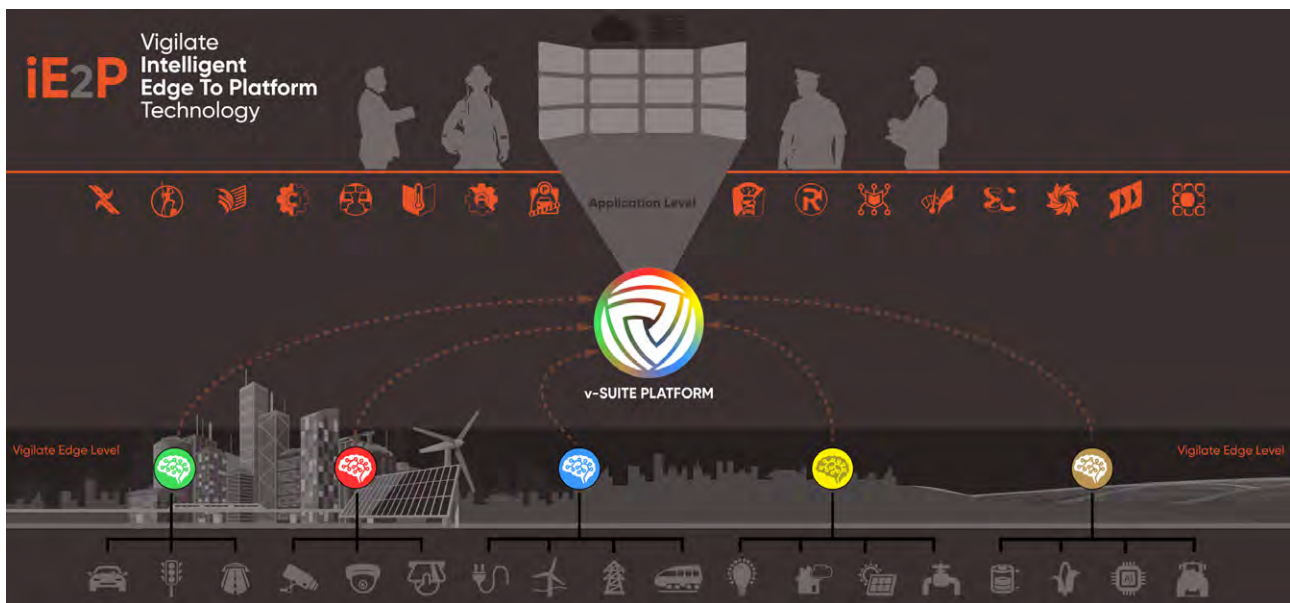 iE2P
Vigilate
Intelligent
Edge To Platform
Technology
Application Level
v-SUITE PLATFORM
Vigilate Edge Level
Vigilate Edge Level